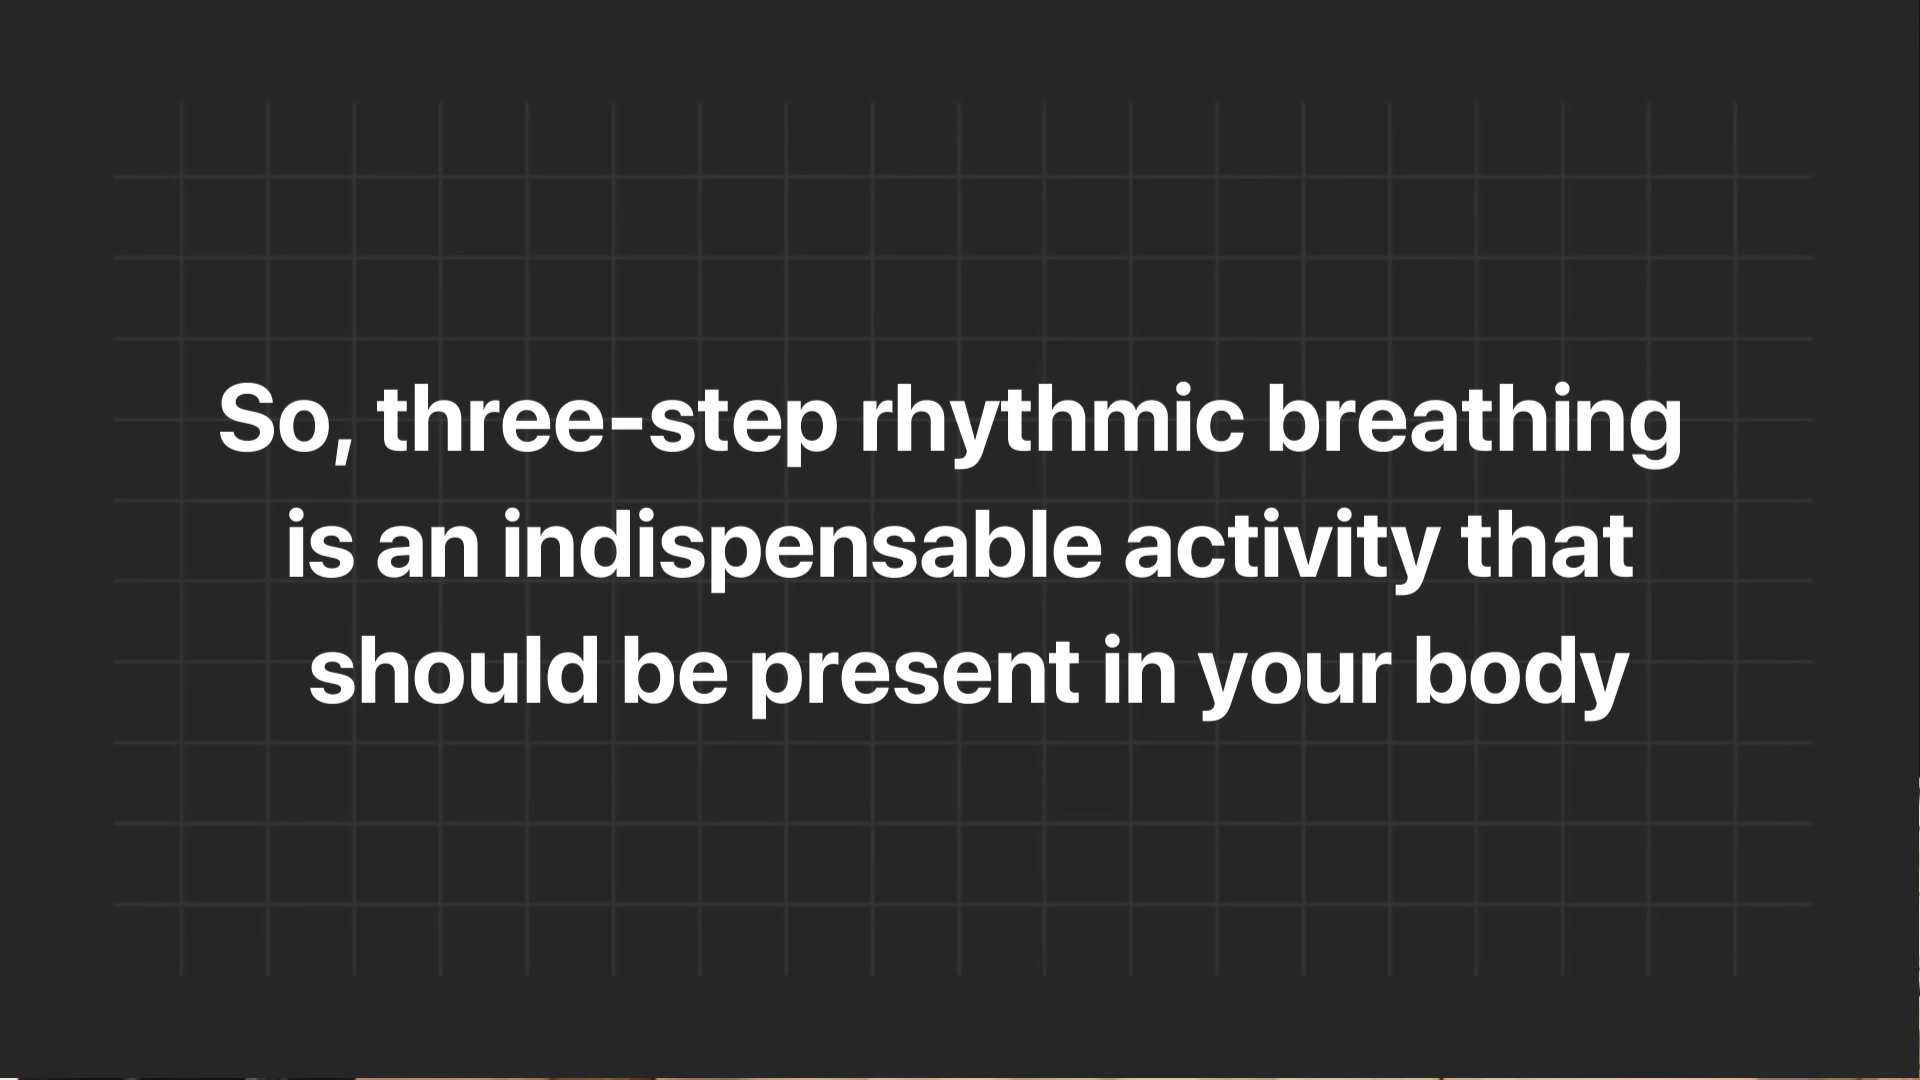 So, three-step rhythmic breathing
is an indispensable activity that
should be present in your body